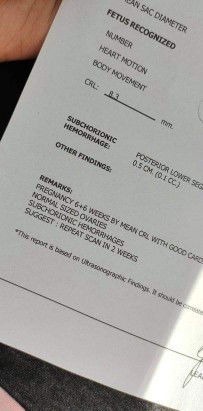 SAC DIAMETER
FETUS RECOGNIZED
NUMBER
HEART MOTION
BODY MOVEMENT
CRL: 8.3 mm.
SUBCHORIONIC
HEMORRHAGE:
POSTERIOR LOWER SEG
0.5 CM. (0.1 CC.)
OTHER FINDINGS:
REMARKS:
PREGNANCY 6+6 WEEKS BY MEAN CRL WITH GOOD CARD
NORMAL SIZED OVARIES
SUBCHORIONIC HEMORRHAGES
SUGGEST : REPEAT SCAN IN 2 WEEKS
*This report is based on Ultrasonographic Findings. It should be